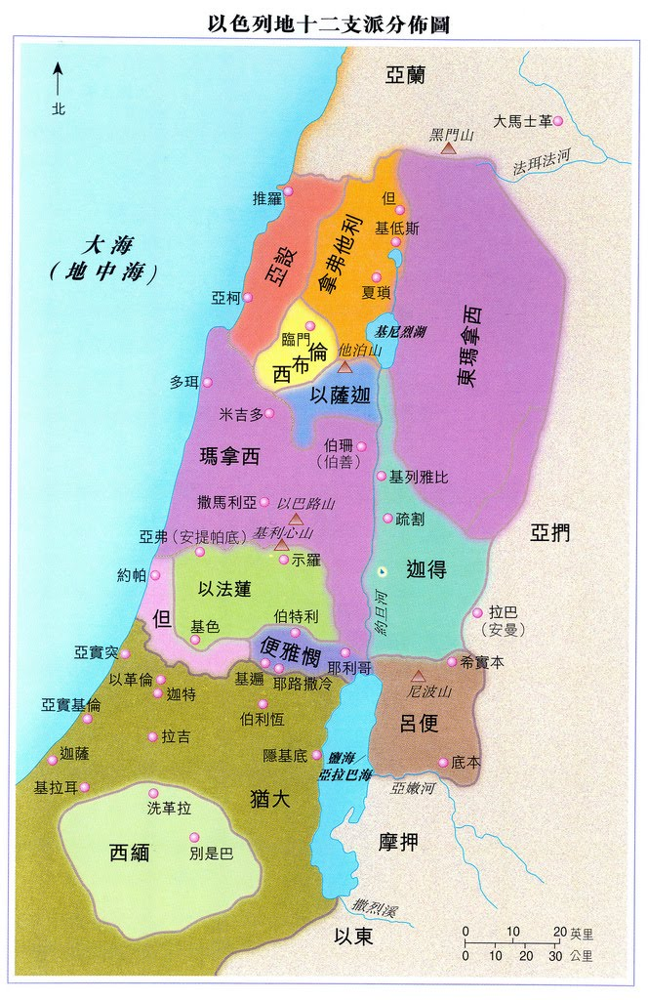 以色列地十二支派分佈圖
亞蘭
北
大馬士革
黑門山
法珥法河
推羅
但
基低斯
大海
(地中海)
亞設
拿弗他利
亞柯
夏瑣
基尼烈湖
臨門
他泊山
西布倫
東瑪拿西
多珥
以薩迦
米吉多
瑪拿西
伯珊
(伯善)
基列雅比
撒馬利亞
以巴路山
疏割
亞捫
亞弗(安提帕底)
基利心山
示羅
約帕
以法蓮
迦得
約旦河
但
基色
伯特利
拉巴
(安曼)
便雅憫
亞實突
耶利哥
希實本
以革倫
基遍
耶路撒冷
尼波山
迦特
亞實基倫
伯利恆
呂便
拉吉
迦薩
隱基底
鹽海/
亞拉巴海
底本
基拉耳
亞嫩河
洗革拉
猶大
西緬
別是巴
摩押
撒烈溪
以東
0 10 20 英里
0 10 20 30 公里